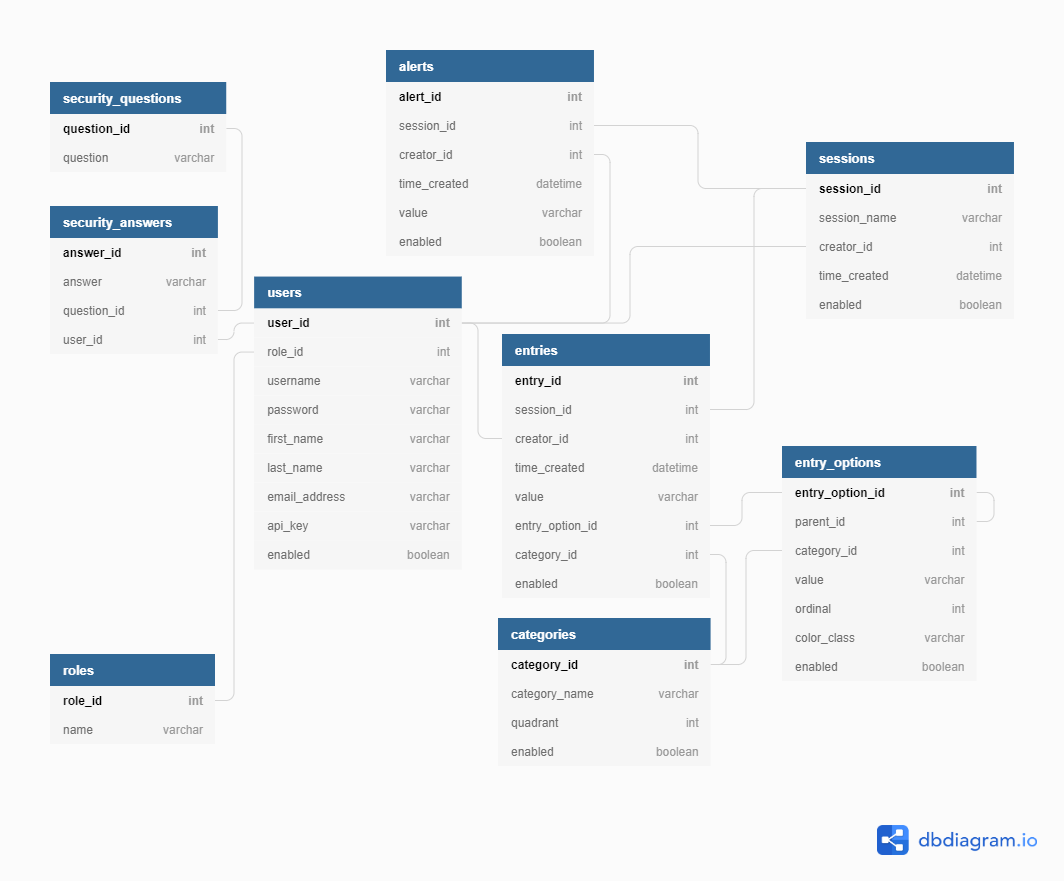 alerts
alert_id int
session_id int
creator_id int
time_created datetime
value varchar
enabled boolean
security_questions
question_id int
question varchar
sessions
session_id int
session_name varchar
creator_id int
time_created datetime
enabled boolean
security_answers
answer_id int
answer varchar
question_id int
user_id int
users
user_id int
role_id int
username varchar
password varchar
first_name varchar
last_name varchar
email_address varchar
api_key varchar
enabled boolean
entries
entry_id int
session_id int
creator_id int
time_created datetime
value varchar
entry_option_id int
category_id int
enabled boolean
entry_options
entry_option_id int
parent_id int
category_id int
value varchar
ordinal int
color_class varchar
enabled boolean
categories
category_id int
category_name varchar
quadrant int
enabled boolean
roles
role_id int
name varchar
dbdiagram.io